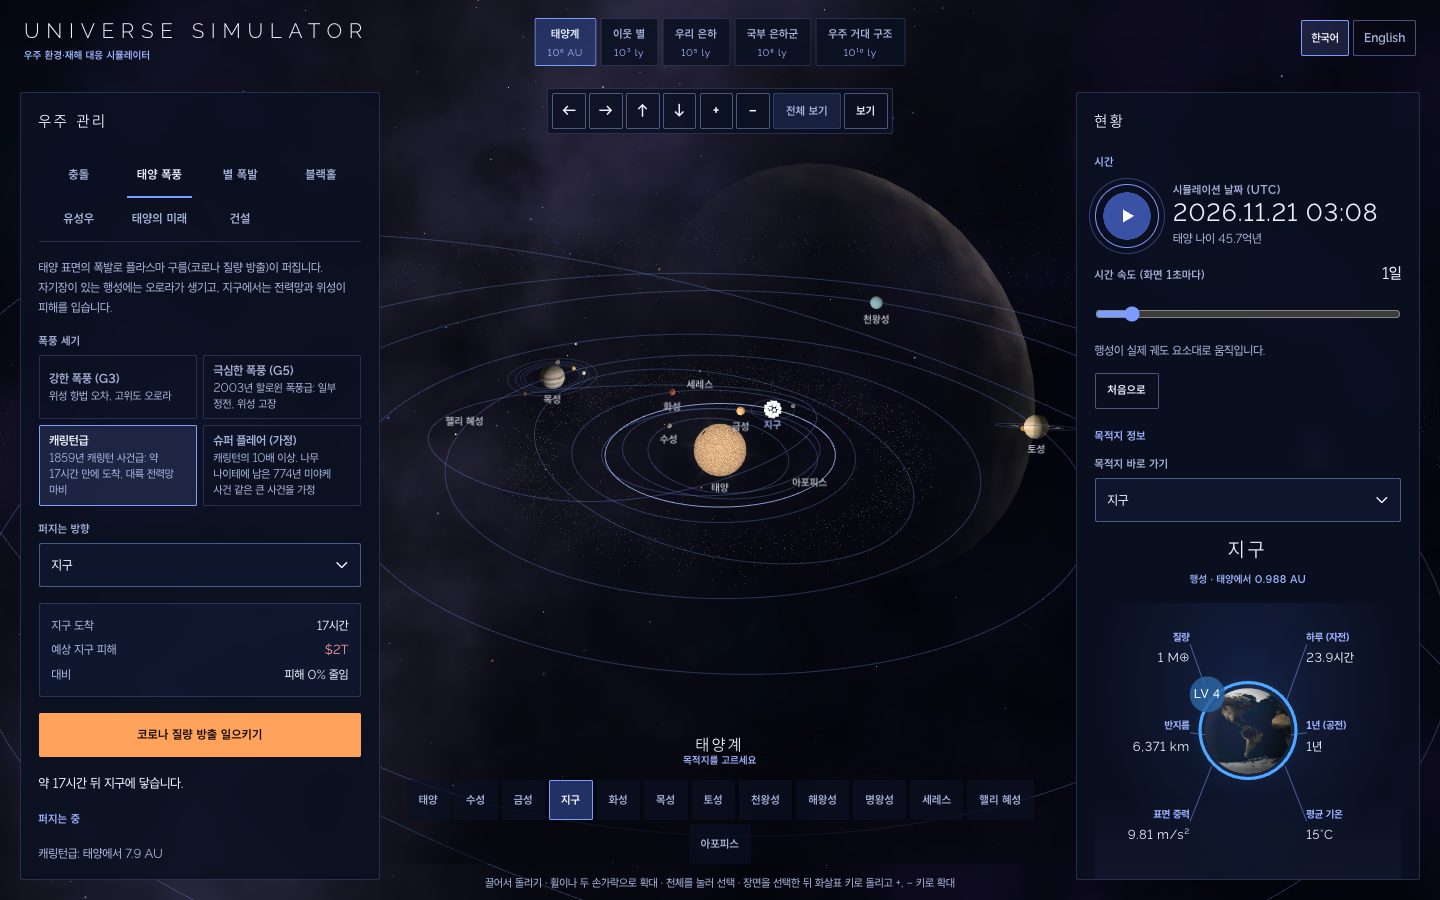 UNIVERSE SIMULATOR
우주 환경·재해 대응 시뮬레이터
태양계
10⁰ AU
이웃 별
10³ ly
우리 은하
10⁵ ly
국부 은하군
10⁶ ly
우주 거대 구조
10¹⁰ ly
한국어
English
← → ↑ ↓ + − 전체 보기 보기
우주 관리
충돌 태양 폭풍 별 폭발 블랙홀
유성우 태양의 미래 건설
태양 표면의 폭발로 플라스마 구름(코로나 질량 방출)이 퍼집니다.
자기장이 있는 행성에는 오로라가 생기고, 지구에서는 전력망과 위성이
피해를 입습니다.
폭풍 세기
강한 폭풍 (G3)
위성 항법 오차, 고위도 오로라
극심한 폭풍 (G5)
2003년 할로윈 폭풍급: 일부
정전, 위성 고장
캐링턴급
1859년 캐링턴 사건급: 약
17시간 만에 도착, 대륙 전력망
마비
슈퍼 플레어 (가정)
캐링턴의 10배 이상. 나무
나이테에 남은 774년 미야케
사건 같은 큰 사건을 가정
퍼지는 방향
지구
지구 도착 17시간
예상 지구 피해 $2T
대비 피해 0% 줄임
코로나 질량 방출 일으키기
약 17시간 뒤 지구에 닿습니다.
퍼지는 중
캐링턴급: 태양에서 7.9 AU
천왕성
목성
세레스
화성
핼리 혜성
금성
지구
수성
토성
아포피스
태양
태양계
목적지를 고르세요
태양 수성 금성 지구 화성 목성 토성 천왕성 해왕성 명왕성 세레스 핼리 혜성
아포피스
끌어서 돌리기 · 휠이나 두 손가락으로 확대 · 천체를 눌러 선택 · 장면을 선택한 뒤 화살표 키로 돌리고 +, − 키로 확대
현황
시간
시뮬레이션 날짜 (UTC)
2026.11.21 03:08
태양 나이 45.7억년
시간 속도 (화면 1초마다) 1일
행성이 실제 궤도 요소대로 움직입니다.
처음으로
목적지 정보
목적지 바로 가기
지구
지구
행성 · 태양에서 0.988 AU
질량
1 M⊕
하루 (자전)
23.9시간
LV 4
반지름
6,371 km
1년 (공전)
1년
표면 중력
9.81 m/s²
평균 기온
15°C